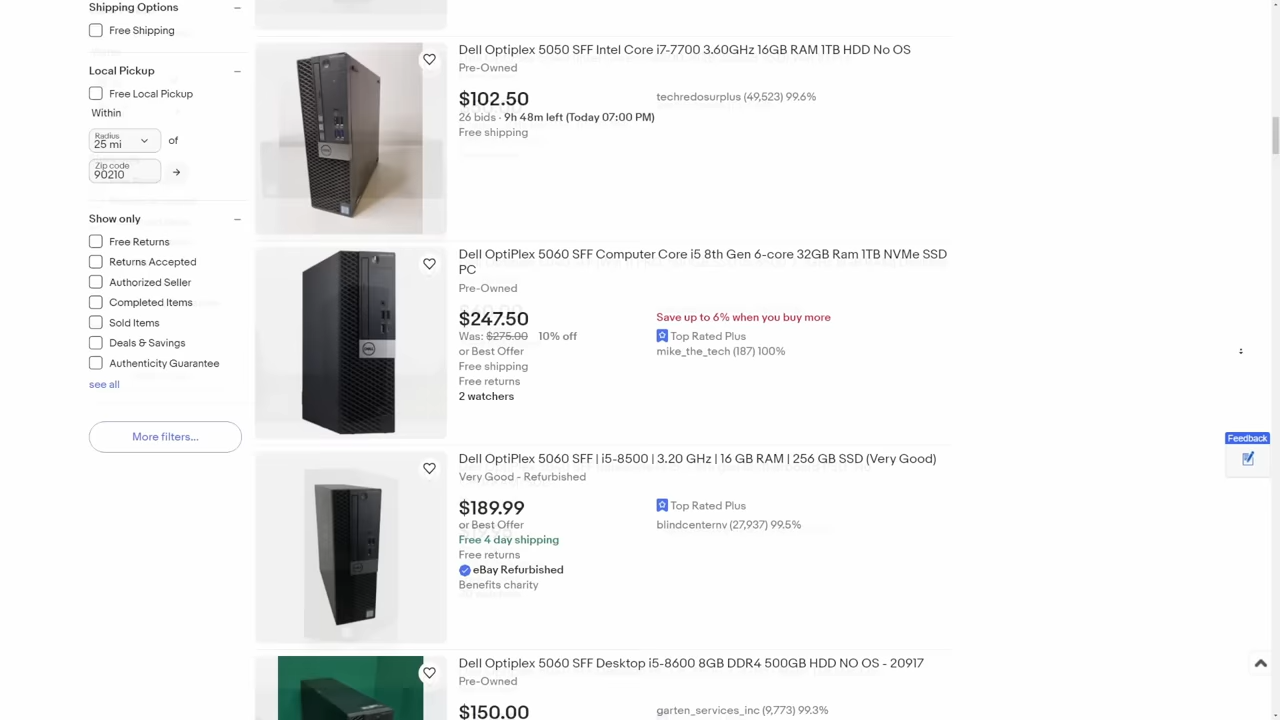 Shipping Options
Free Shipping
Local Pickup
Free Local Pickup
Within
Radius
25 mi
of
Zip code
90210
Show only
Free Returns
Returns Accepted
Authorized Seller
Completed Items
Sold Items
Deals & Savings
Authenticity Guarantee
see all
More filters...
Dell Optiplex 5050 SFF Intel Core i7-7700 3.60GHz 16GB RAM 1TB HDD No OS
Pre-Owned
$102.50
techredosurplus (49,523) 99.6%
26 bids · 9h 48m left (Today 07:00 PM)
Free shipping
Dell OptiPlex 5060 SFF Computer Core i5 8th Gen 6-core 32GB Ram 1TB NVMe SSD
PC
Pre-Owned
$247.50
Save up to 6% when you buy more
Was: $275.00 10% off
Top Rated Plus
or Best Offer
mike_the_tech (187) 100%
Free shipping
Free returns
2 watchers
Dell OptiPlex 5060 SFF | i5-8500 | 3.20 GHz | 16 GB RAM | 256 GB SSD (Very Good)
Very Good - Refurbished
$189.99
Top Rated Plus
or Best Offer
blindcenternv (27,937) 99.5%
Free 4 day shipping
Free returns
eBay Refurbished
Benefits charity
Dell Optiplex 5060 SFF Desktop i5-8600 8GB DDR4 500GB HDD NO OS - 20917
Pre-Owned
$150.00
garten_services_inc (9,773) 99.3%
Feedback